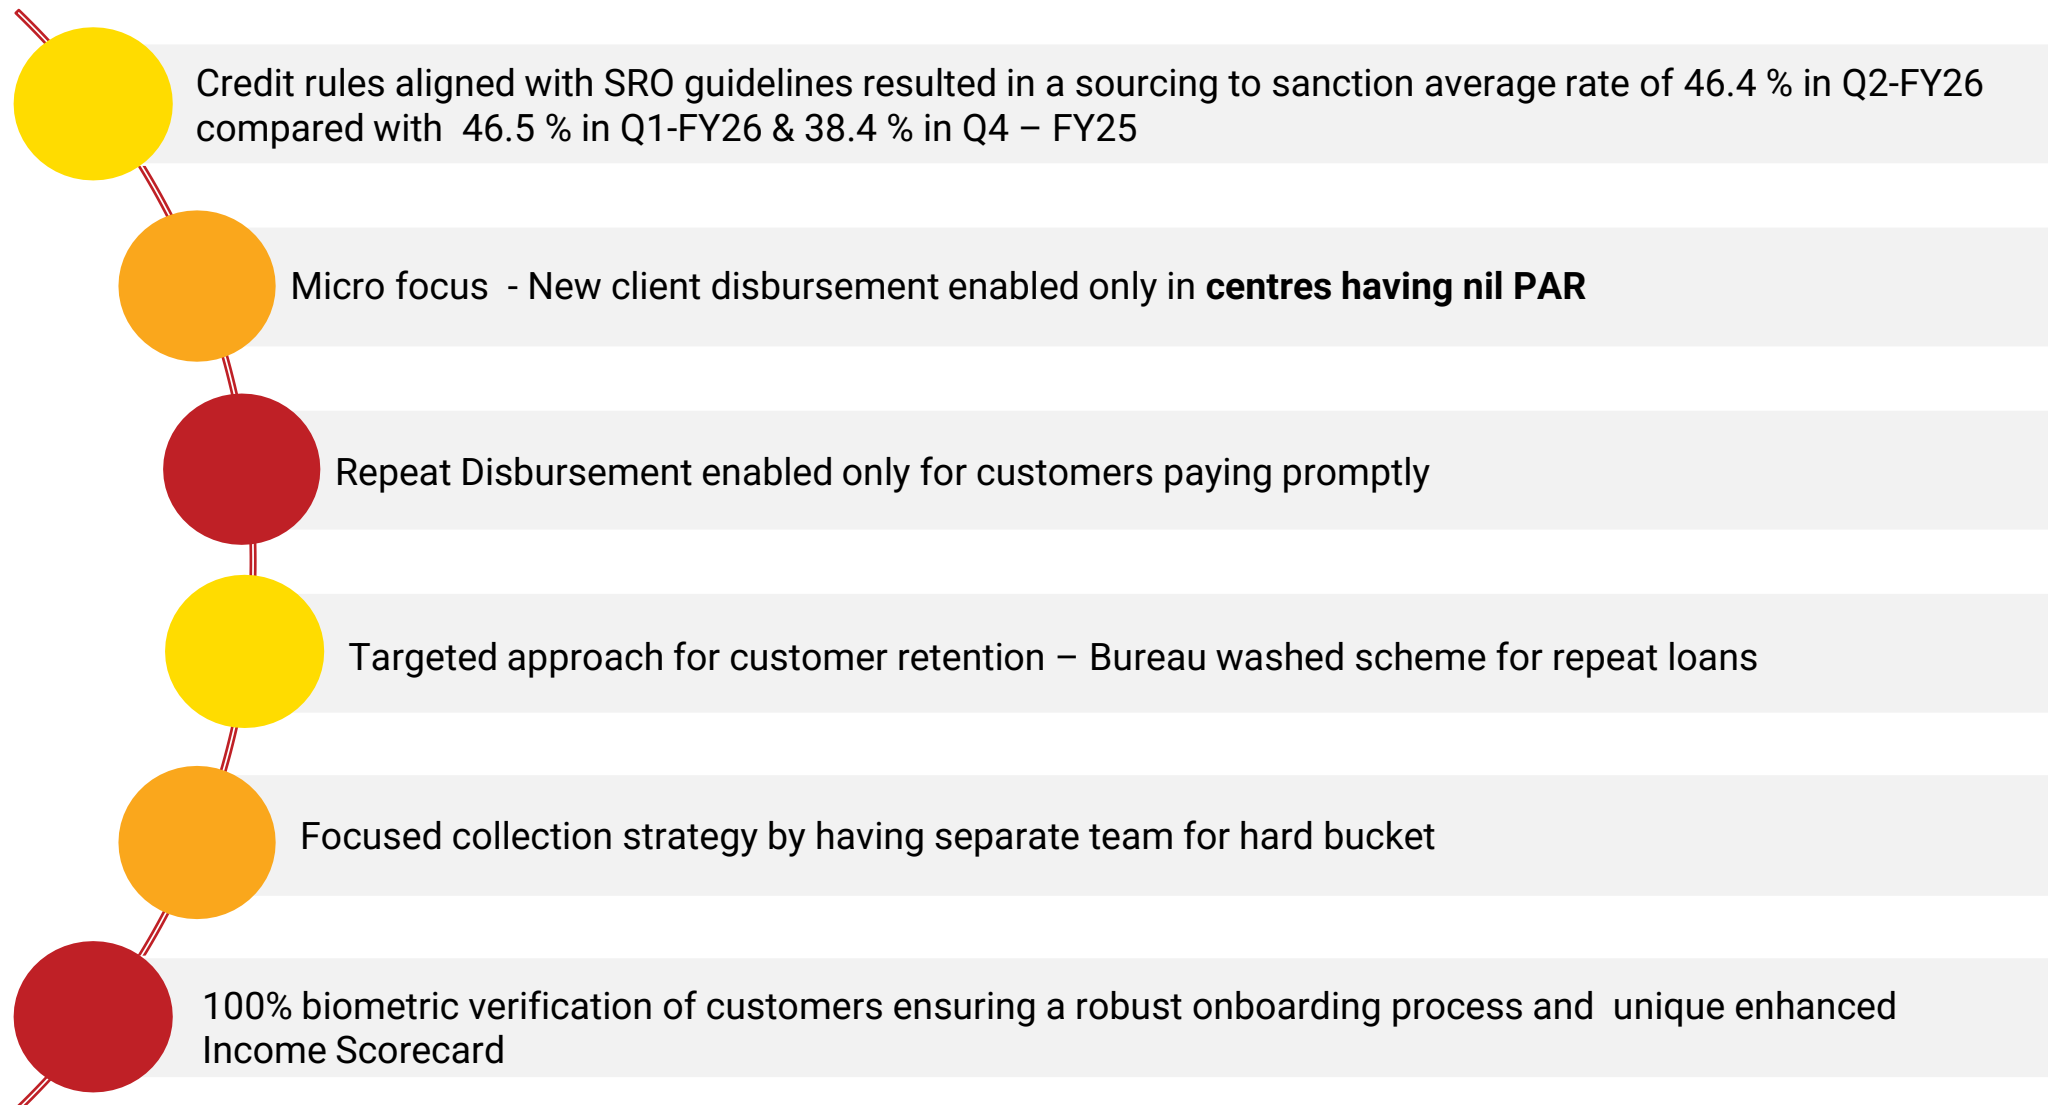 Credit rules aligned with SRO guidelines resulted in a sourcing to sanction average rate of 46.4 % in Q2-FY26
compared with  46.5 % in Q1-FY26 & 38.4 % in Q4 – FY25
Micro focus  - New client disbursement enabled only in centres having nil PAR
Repeat Disbursement enabled only for customers paying promptly
Targeted approach for customer retention – Bureau washed scheme for repeat loans
Focused collection strategy by having separate team for hard bucket
100% biometric verification of customers ensuring a robust onboarding process and  unique enhanced
Income Scorecard